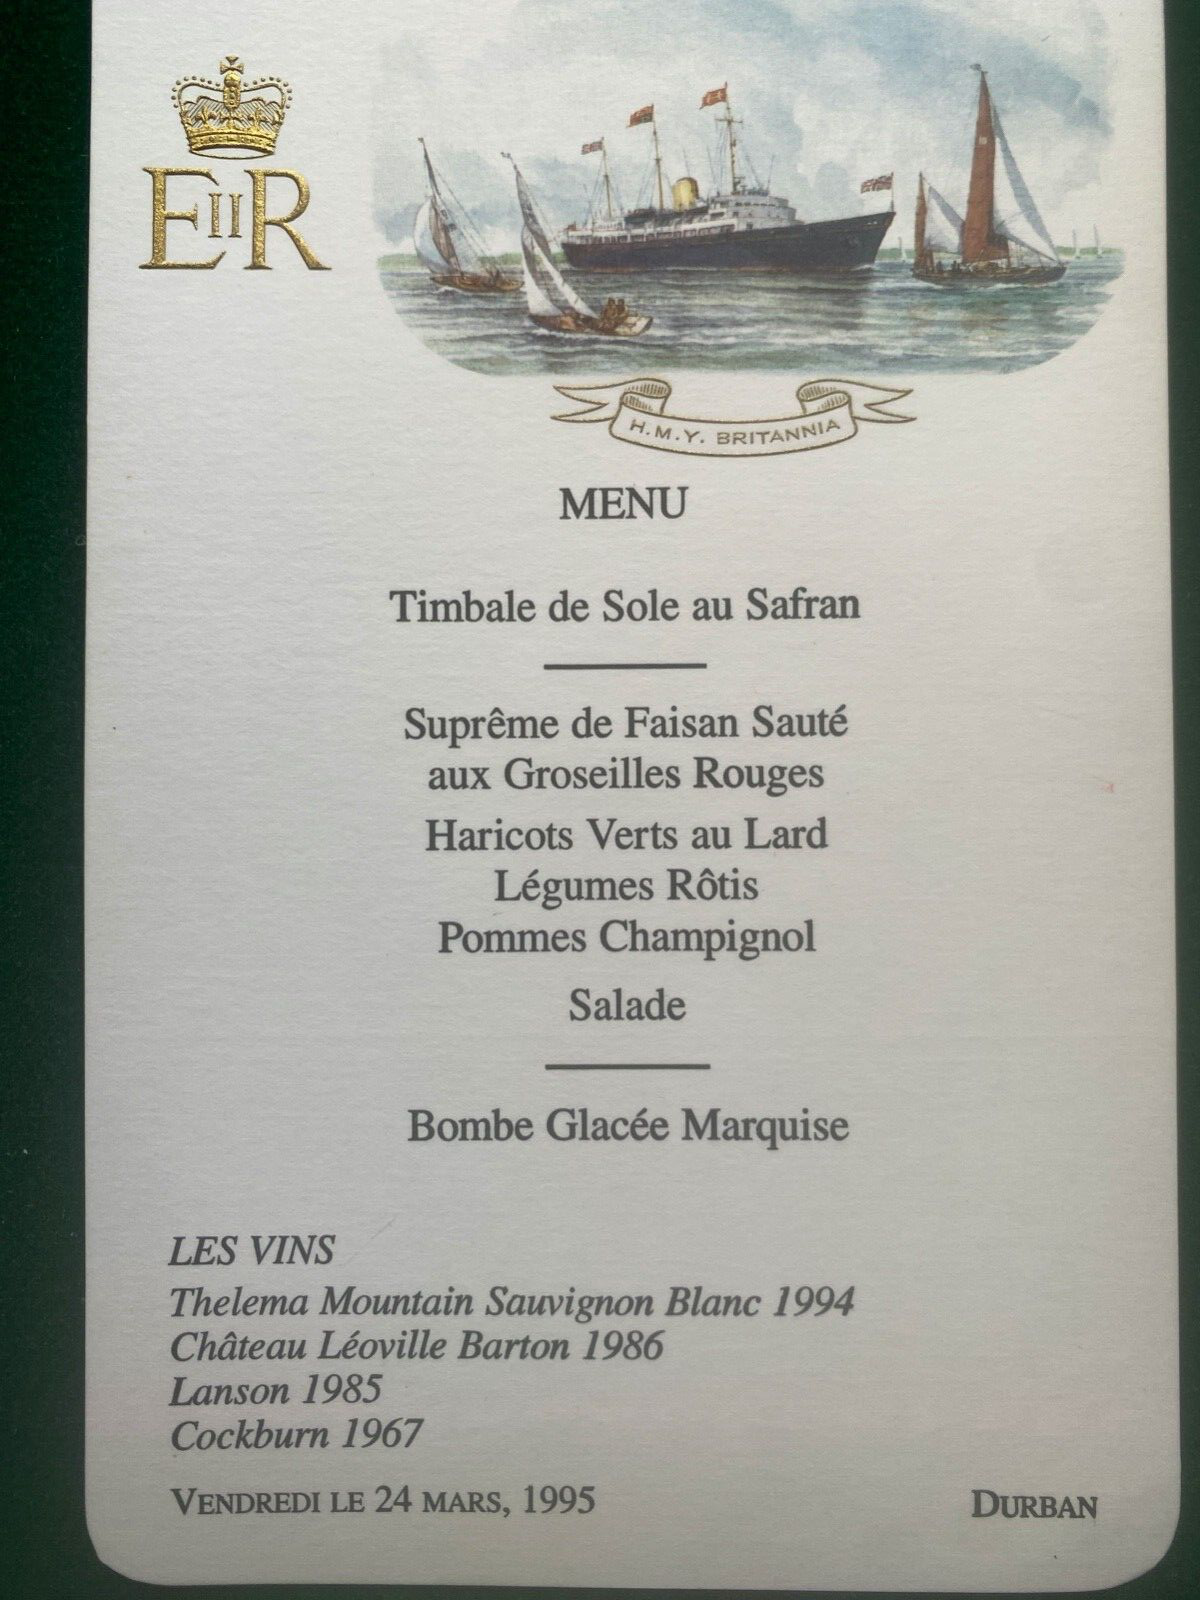 EIIR
H.M.Y. BRITANNIA
MENU
Timbale de Sole au Safran
Suprême de Faisan Sauté
aux Groseilles Rouges
Haricots Verts au Lard
Légumes Rôtis
Pommes Champignol
Salade
Bombe Glacée Marquise
LES VINS
Thelema Mountain Sauvignon Blanc 1994
Château Léoville Barton 1986
Lanson 1985
Cockburn 1967
VENDREDI LE 24 MARS, 1995 DURBAN